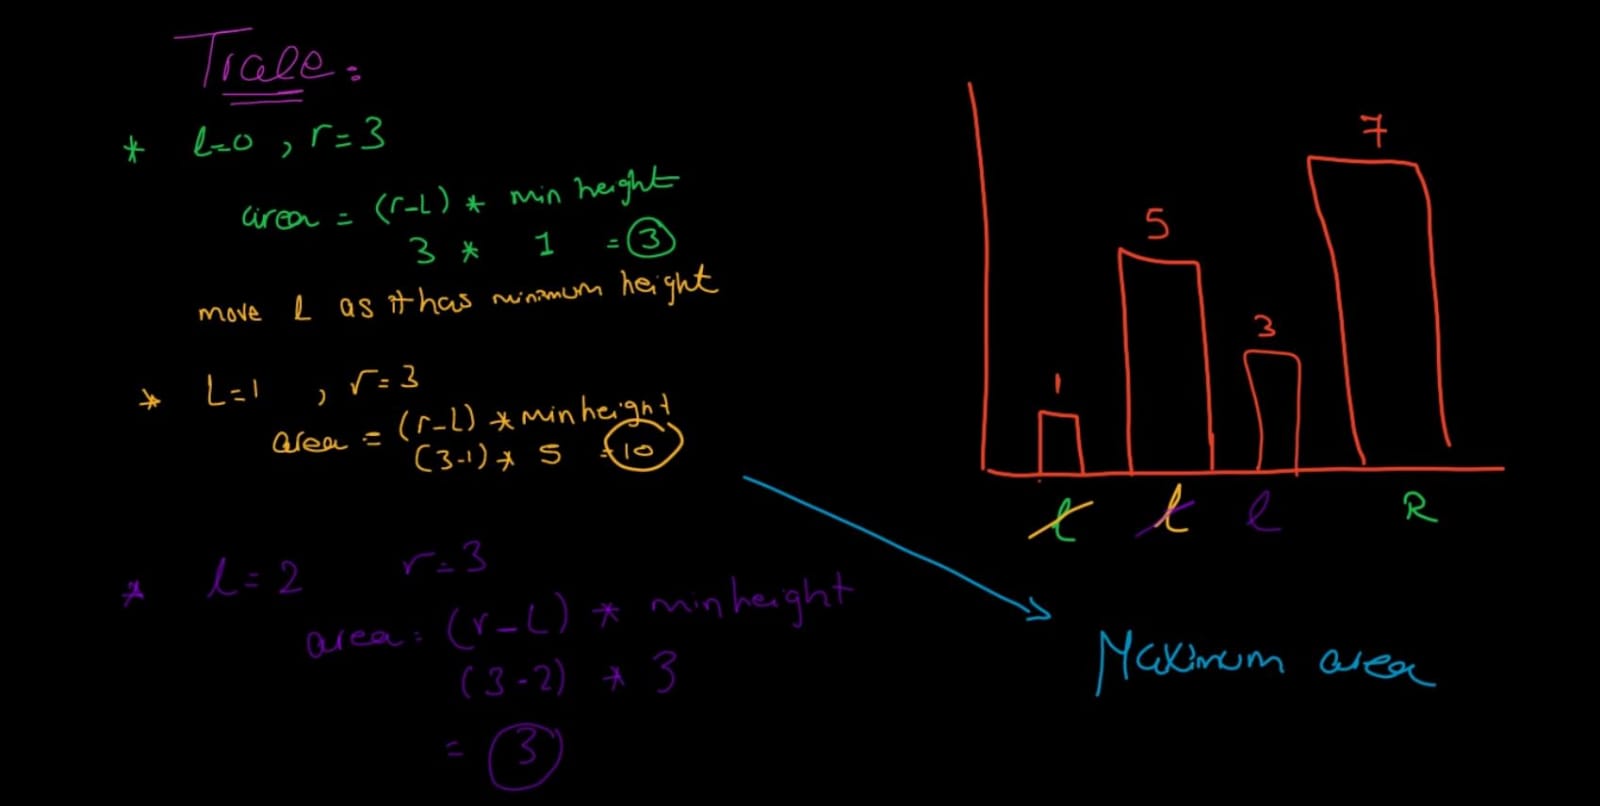 Trace:
* l=0 , r=3
area = (r-L) * min height
3 * 1 = 3
move l as it has minimum height
* L=1 , r=3
area = (r-L) * min height
(3-1) * 5 = 10
* l=2 r=3
area: (r-L) * min height
(3-2) * 3
= 3
7
5
3
1
l l l R
Maximum area